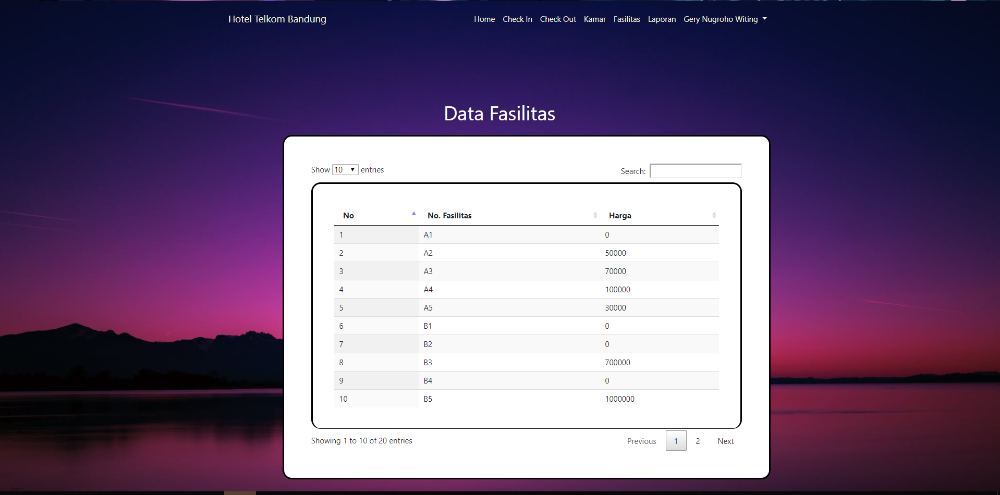 Hotel Telkom Bandung Home Check In Check Out Kamar Fasilitas Laporan Gery Nugroho Witing
Data Fasilitas
Show 10 entries Search:
No No. Fasilitas Harga
1 A1 0
2 A2 50000
3 A3 70000
4 A4 100000
5 A5 30000
6 B1 0
7 B2 0
8 B3 700000
9 B4 0
10 B5 1000000
Showing 1 to 10 of 20 entries Previous 1 2 Next